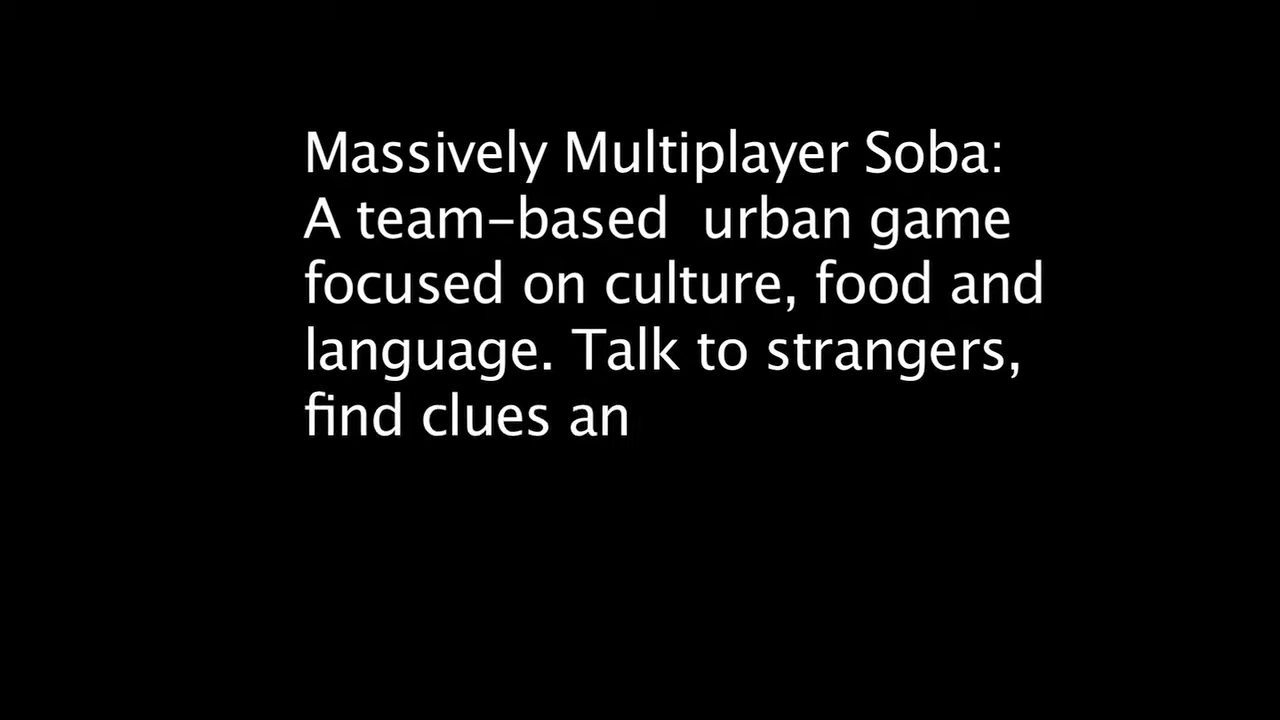 Massively Multiplayer Soba:
A team-based  urban game
focused on culture, food and
language. Talk to strangers,
find clues an